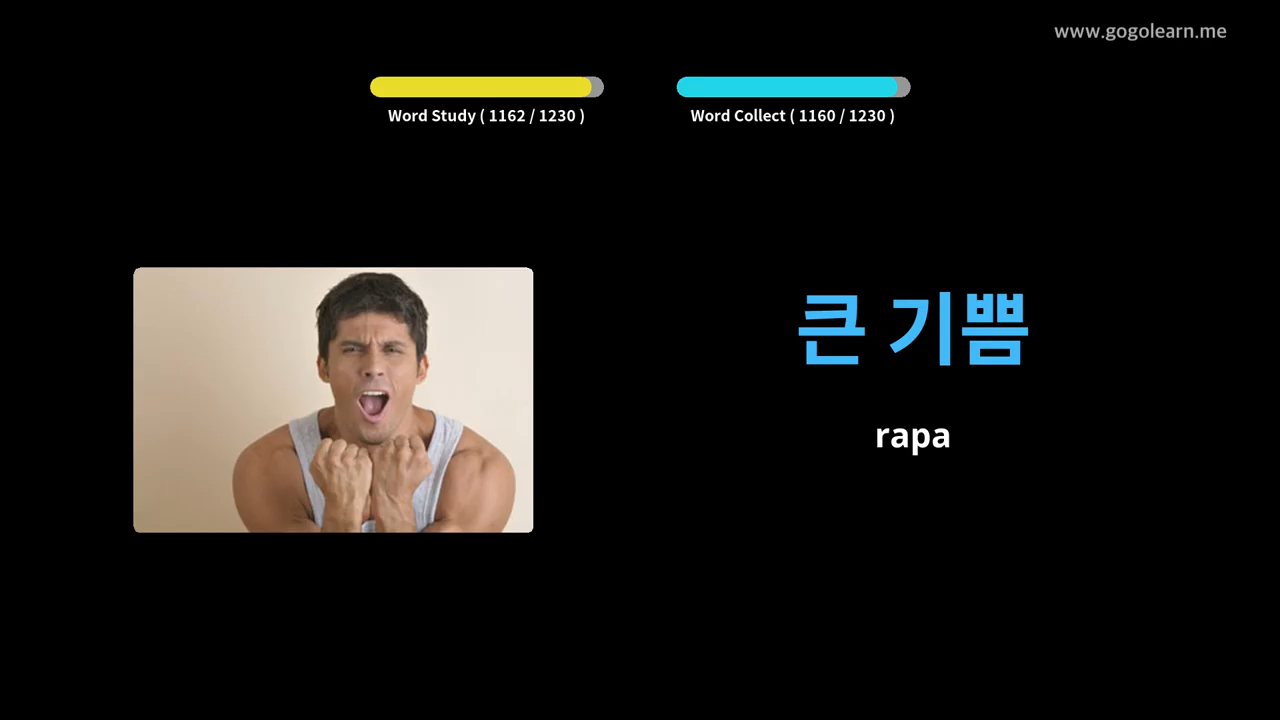 www.gogolearn.me
Word Study ( 1162 / 1230 )
Word Collect ( 1160 / 1230 )
큰 기쁨
rapa